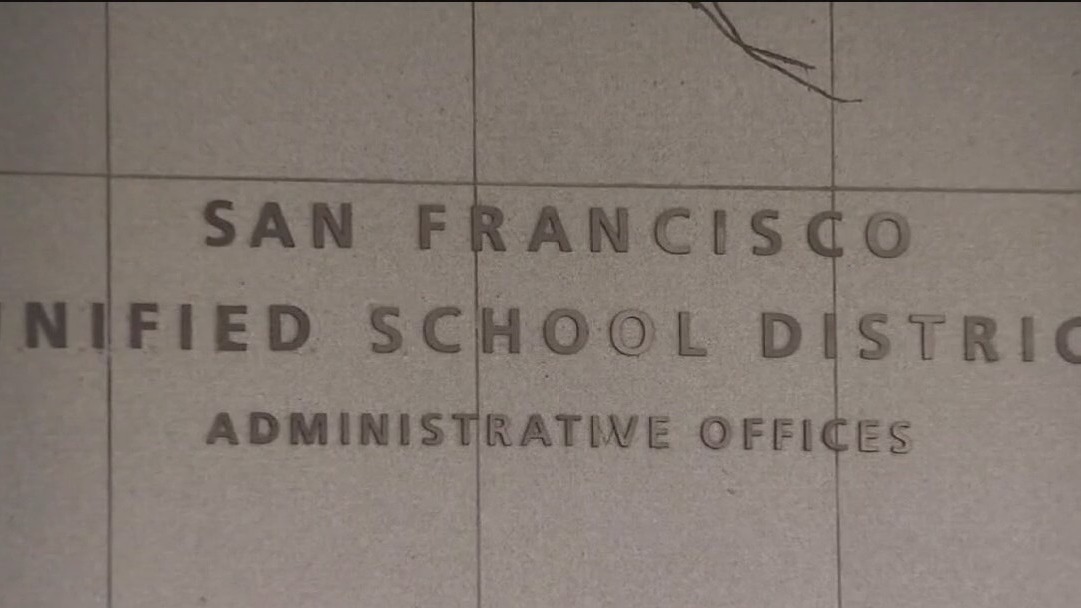 SAN FRANCISCO
NIFIED SCHOOL DISTRIC
ADMINISTRATIVE OFFICES